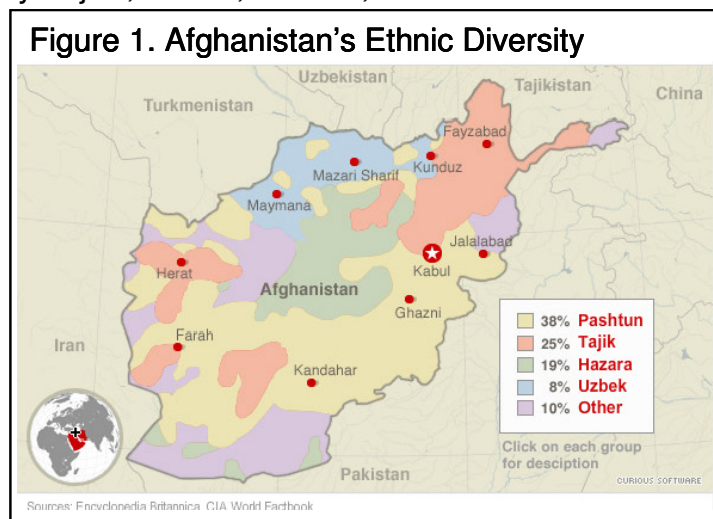 Figure 1. Afghanistan's Ethnic Diversity
Uzbekistan
Tajikistan
China
Turkmenistan
Fayzabad
Kunduz
Mazari Sharif
Maymana
Jalalabad
Kabul
Herat
Afghanistan
Ghazni
Iran
Farah
Kandahar
Pakistan
38% Pashtun
25% Tajik
19% Hazara
8% Uzbek
10% Other
Click on each group
for desciption
CURIOUS SOFTWARE
Sources: Encyclopedia Britannica, CIA World Factbook